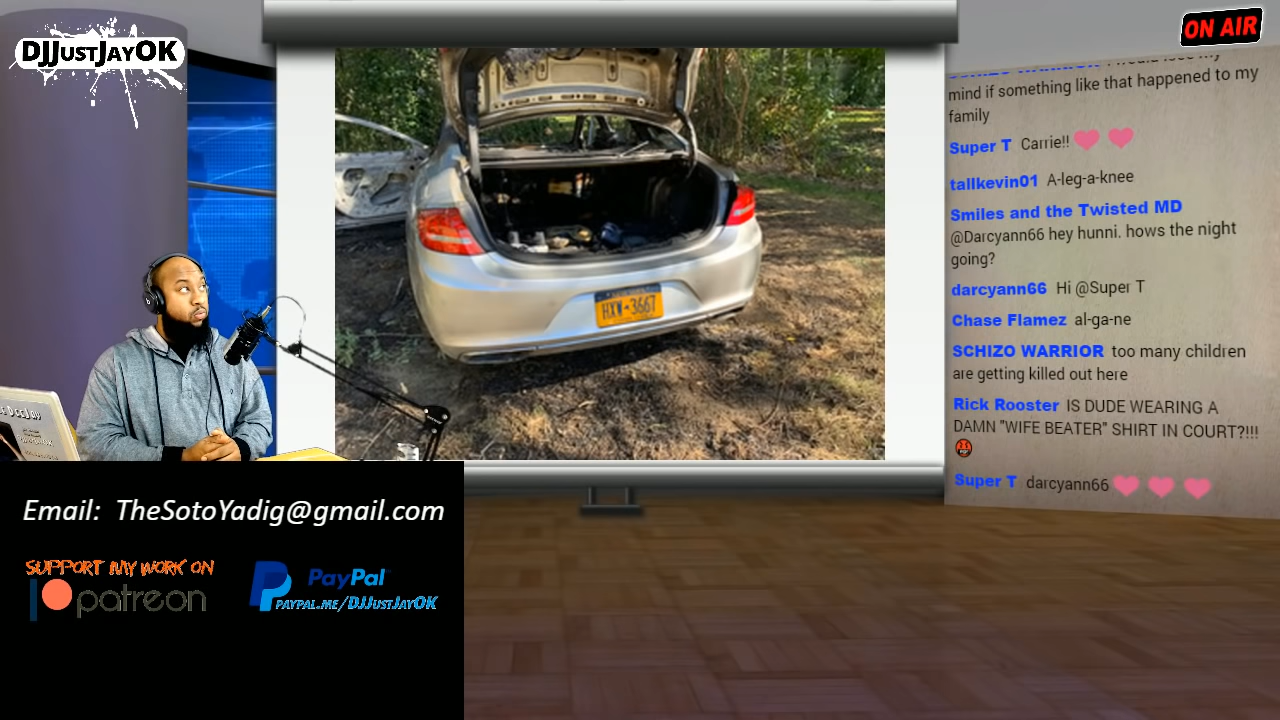 DJJUSTJAYOK
ON AIR
HXW-3667
mind if something like that happened to my
family
Super T Carrie!!
tallkevin01 A-leg-a-knee
Smiles and the Twisted MD
@Darcyann66 hey hunni. hows the night
going?
darcyann66 Hi @Super T
Chase Flamez al-ga-ne
SCHIZO WARRIOR too many children
are getting killed out here
Rick Rooster IS DUDE WEARING A
DAMN "WIFE BEATER" SHIRT IN COURT?!!!
Super T darcyann66
Email: TheSotoYadig@gmail.com
SUPPORT MY WORK ON
patreon
PayPal
PAYPAL.ME/DJJUSTJAYOK